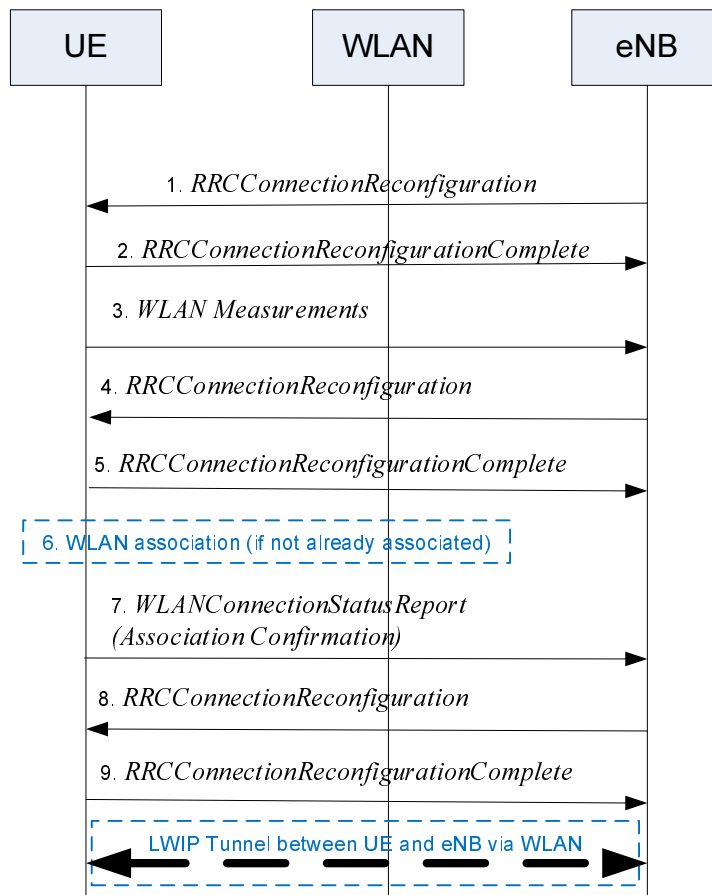 UE
WLAN
eNB
1. RRCConnectionReconfiguration
2. RRCConnectionReconfigurationComplete
3. WLAN Measurements
4. RRCConnectionReconfiguration
5. RRCConnectionReconfigurationComplete
6. WLAN association (if not already associated)
7. WLANConnectionStatusReport
(Association Confirmation)
8. RRCConnectionReconfiguration
9. RRCConnectionReconfigurationComplete
LWIP Tunnel between UE and eNB via WLAN